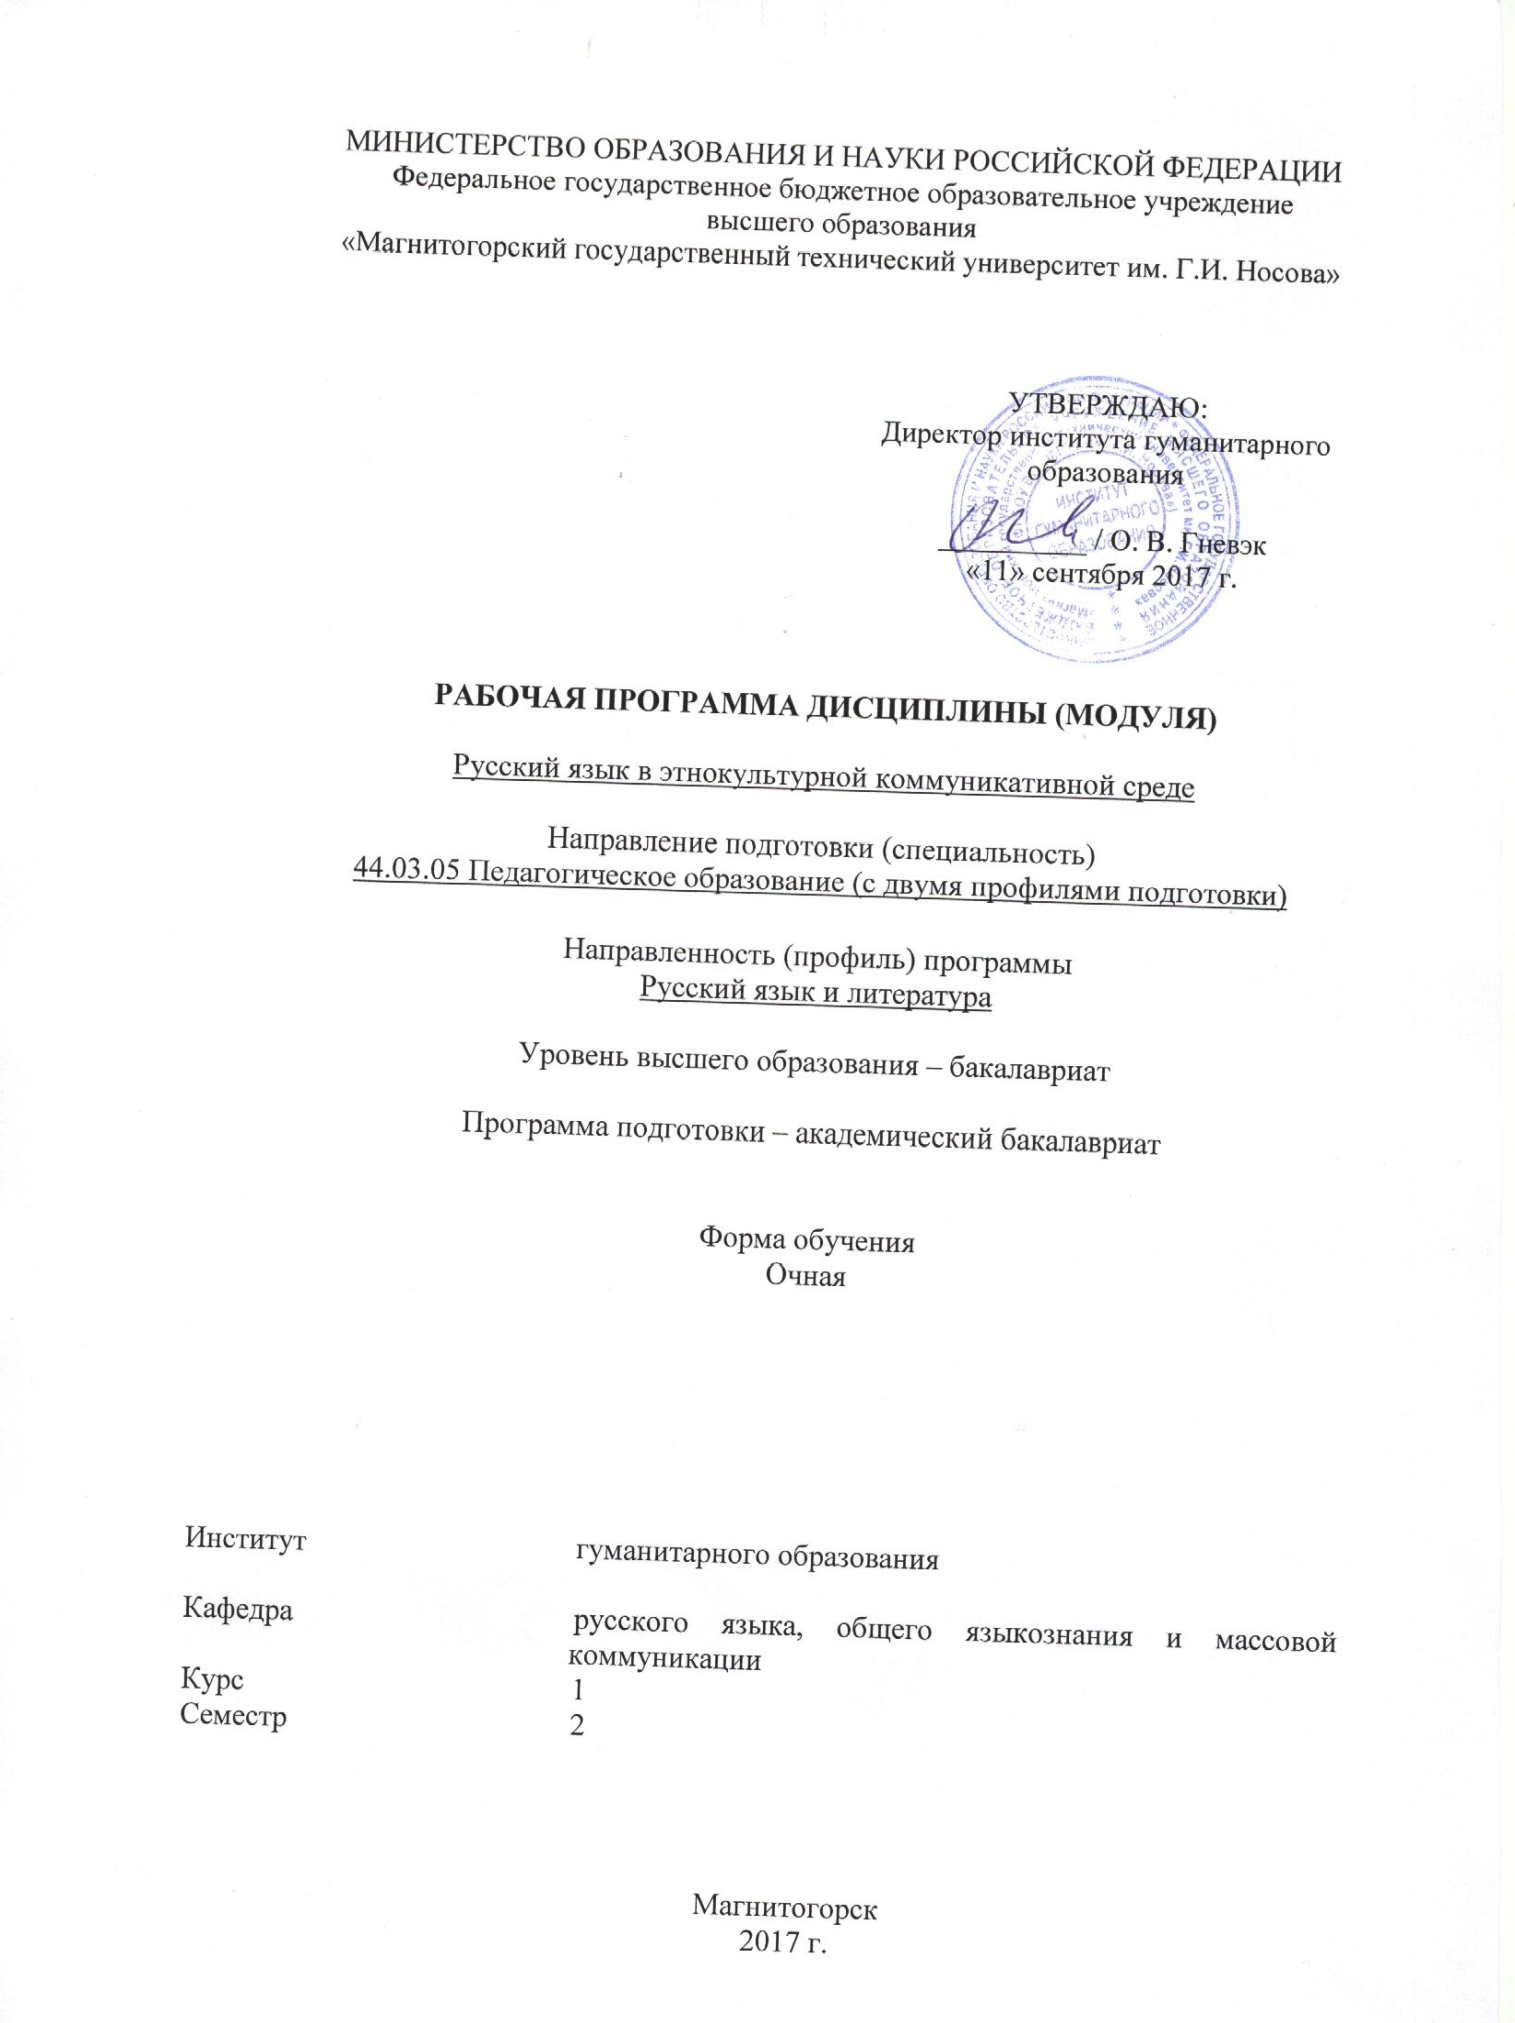 МИНИСТЕРСТВО ОБРАЗОВАНИЯ И НАУКИ РОССИЙСКОЙ ФЕДЕРАЦИИ
Федеральное государственное бюджетное образовательное учреждение
высшего образования
«Магнитогорский государственный технический университет им. Г.И. Носова»
УТВЕРЖДАЮ:
Директор института гуманитарного
образования
/ О. В. Гневэк
«11» сентября 2017 г.
ИНСТИТУТ
ГУМАНИТАРНОГО
ОБРАЗОВАНИЯ
РАБОЧАЯ ПРОГРАММА ДИСЦИПЛИНЫ (МОДУЛЯ)
Русский язык в этнокультурной коммуникативной среде
Направление подготовки (специальность)
44.03.05 Педагогическое образование (с двумя профилями подготовки)
Направленность (профиль) программы
Русский язык и литература
Уровень высшего образования – бакалавриат
Программа подготовки – академический бакалавриат
Форма обучения
Очная
Институт гуманитарного образования
Кафедра русского языка, общего языкознания и массовой
коммуникации
Курс 1
Семестр 2
Магнитогорск
2017 г.